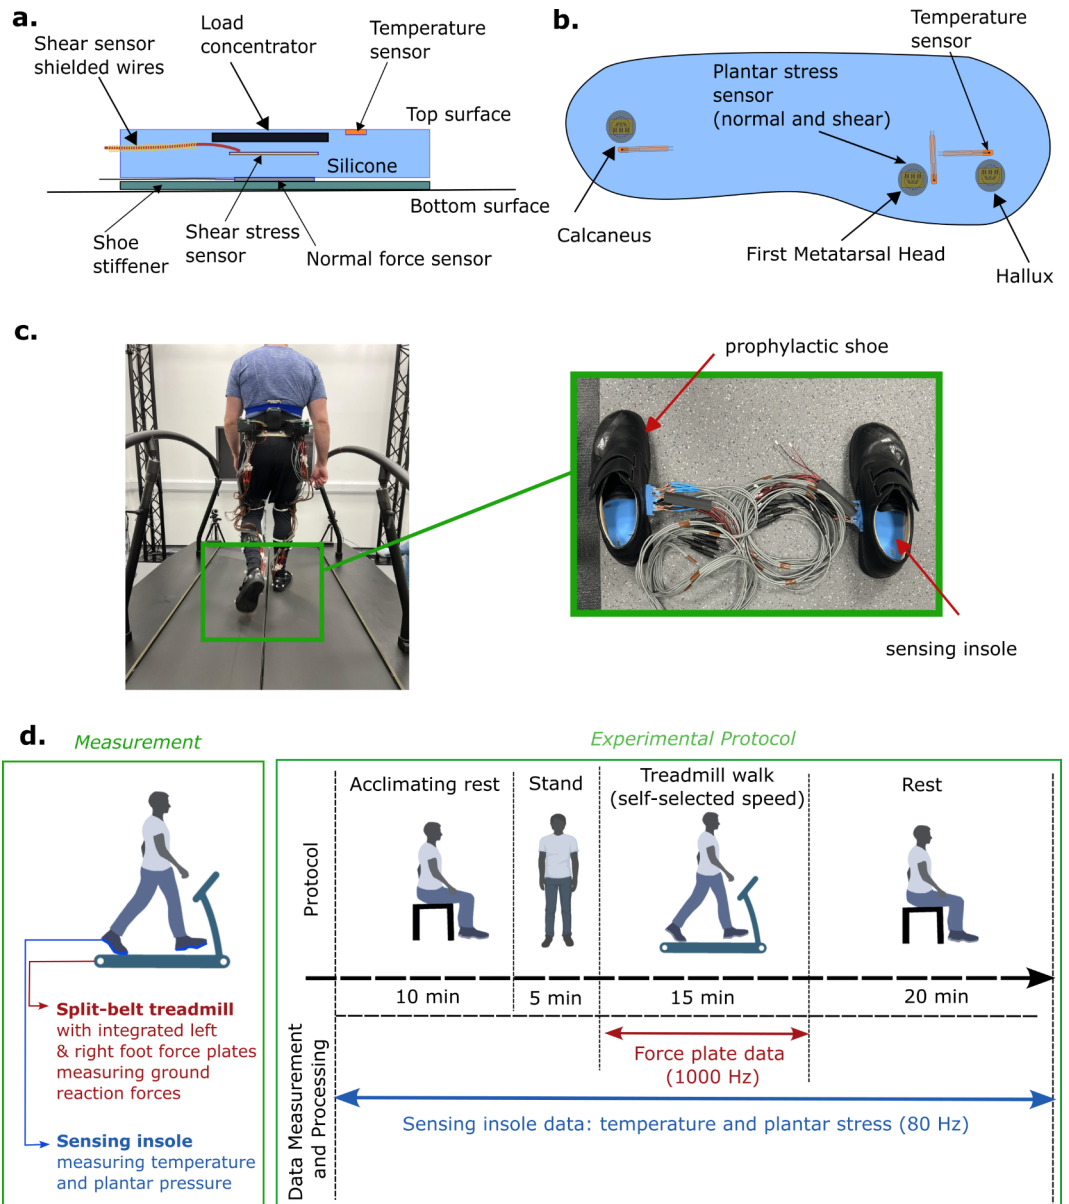 a.
Shear sensor
shielded wires
Load
concentrator
Temperature
sensor
Top surface
Silicone
Bottom surface
Shoe
stiffener
Shear stress
sensor
Normal force sensor
b.
Temperature
sensor
Plantar stress
sensor
(normal and shear)
Calcaneus
First Metatarsal Head
Hallux
c.
prophylactic shoe
sensing insole
d.
Measurement
Split-belt treadmill
with integrated left
& right foot force plates
measuring ground
reaction forces
Sensing insole
measuring temperature
and plantar pressure
Experimental Protocol
Protocol
Acclimating rest
Stand
Treadmill walk
(self-selected speed)
Rest
10 min
5 min
15 min
20 min
Data Measurement
and Processing
Force plate data
(1000 Hz)
Sensing insole data: temperature and plantar stress (80 Hz)